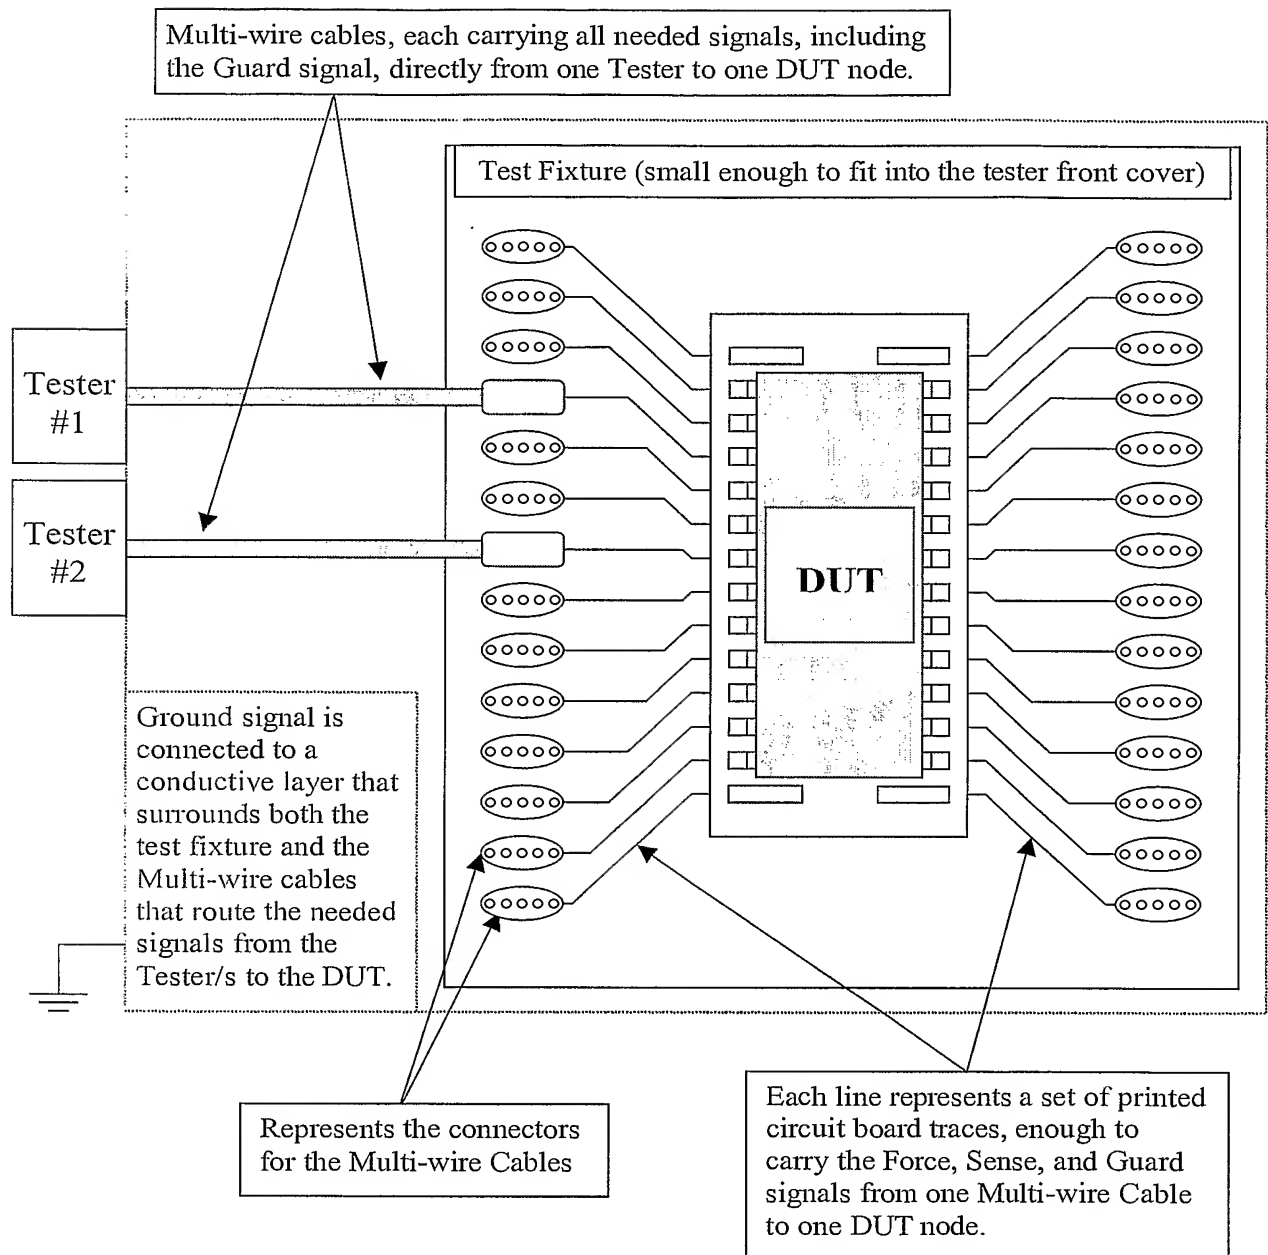 Multi-wire cables, each carrying all needed signals, including
the Guard signal, directly from one Tester to one DUT node.
Test Fixture (small enough to fit into the tester front cover)
Tester
#1
Tester
#2
DUT
Ground signal is
connected to a
conductive layer that
surrounds both the
test fixture and the
Multi-wire cables
that route the needed
signals from the
Tester/s to the DUT.
Represents the connectors
for the Multi-wire Cables
Each line represents a set of printed
circuit board traces, enough to
carry the Force, Sense, and Guard
signals from one Multi-wire Cable
to one DUT node.